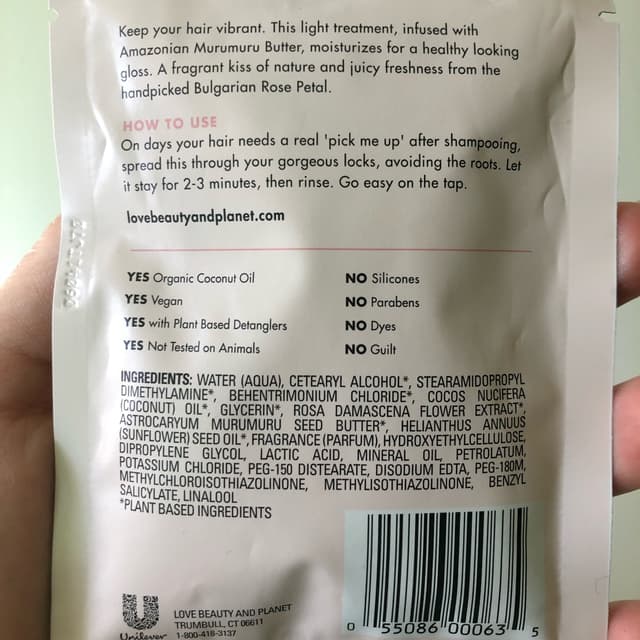 Keep your hair vibrant. This light treatment, infused with
Amazonian Murumuru Butter, moisturizes for a healthy looking
gloss. A fragrant kiss of nature and juicy freshness from the
handpicked Bulgarian Rose Petal.
HOW TO USE
On days your hair needs a real 'pick me up' after shampooing,
spread this through your gorgeous locks, avoiding the roots. Let
it stay for 2-3 minutes, then rinse. Go easy on the tap.
lovebeautyandplanet.com
YES Organic Coconut Oil
YES Vegan
YES with Plant Based Detanglers
YES Not Tested on Animals
NO Silicones
NO Parabens
NO Dyes
NO Guilt
INGREDIENTS: WATER (AQUA), CETEARYL ALCOHOL*, STEARAMIDOPROPYL
DIMETHYLAMINE*, BEHENTRIMONIUM CHLORIDE*, COCOS NUCIFERA
(COCONUT) OIL*, GLYCERIN*, ROSA DAMASCENA FLOWER EXTRACT*,
ASTROCARYUM MURUMURU SEED BUTTER*, HELIANTHUS ANNUUS
(SUNFLOWER) SEED OIL*, FRAGRANCE (PARFUM), HYDROXYETHYLCELLULOSE,
DIPROPYLENE GLYCOL, LACTIC ACID, MINERAL OIL, PETROLATUM,
POTASSIUM CHLORIDE, PEG-150 DISTEARATE, DISODIUM EDTA, PEG-180M,
METHYLCHLOROISOTHIAZOLINONE, METHYLISOTHIAZOLINONE, BENZYL
SALICYLATE, LINALOOL
*PLANT BASED INGREDIENTS
Unilever
LOVE BEAUTY AND PLANET
TRUMBULL, CT 06611
1-800-418-3137
0 55086 00063 5